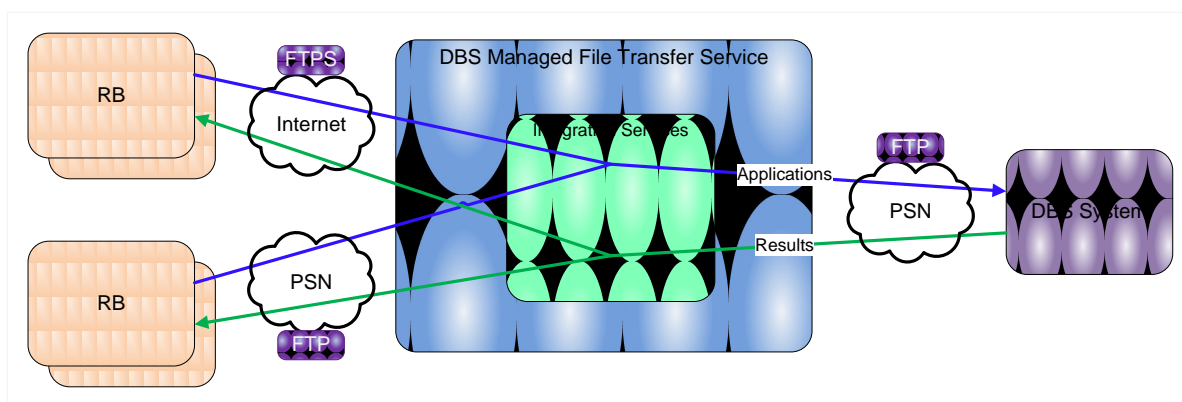 FTPS
DBS Managed File Transfer Service
RB
Internet
Integration Services
FTP
Applications
PSN
DBS System
Results
RB
PSN
FTP